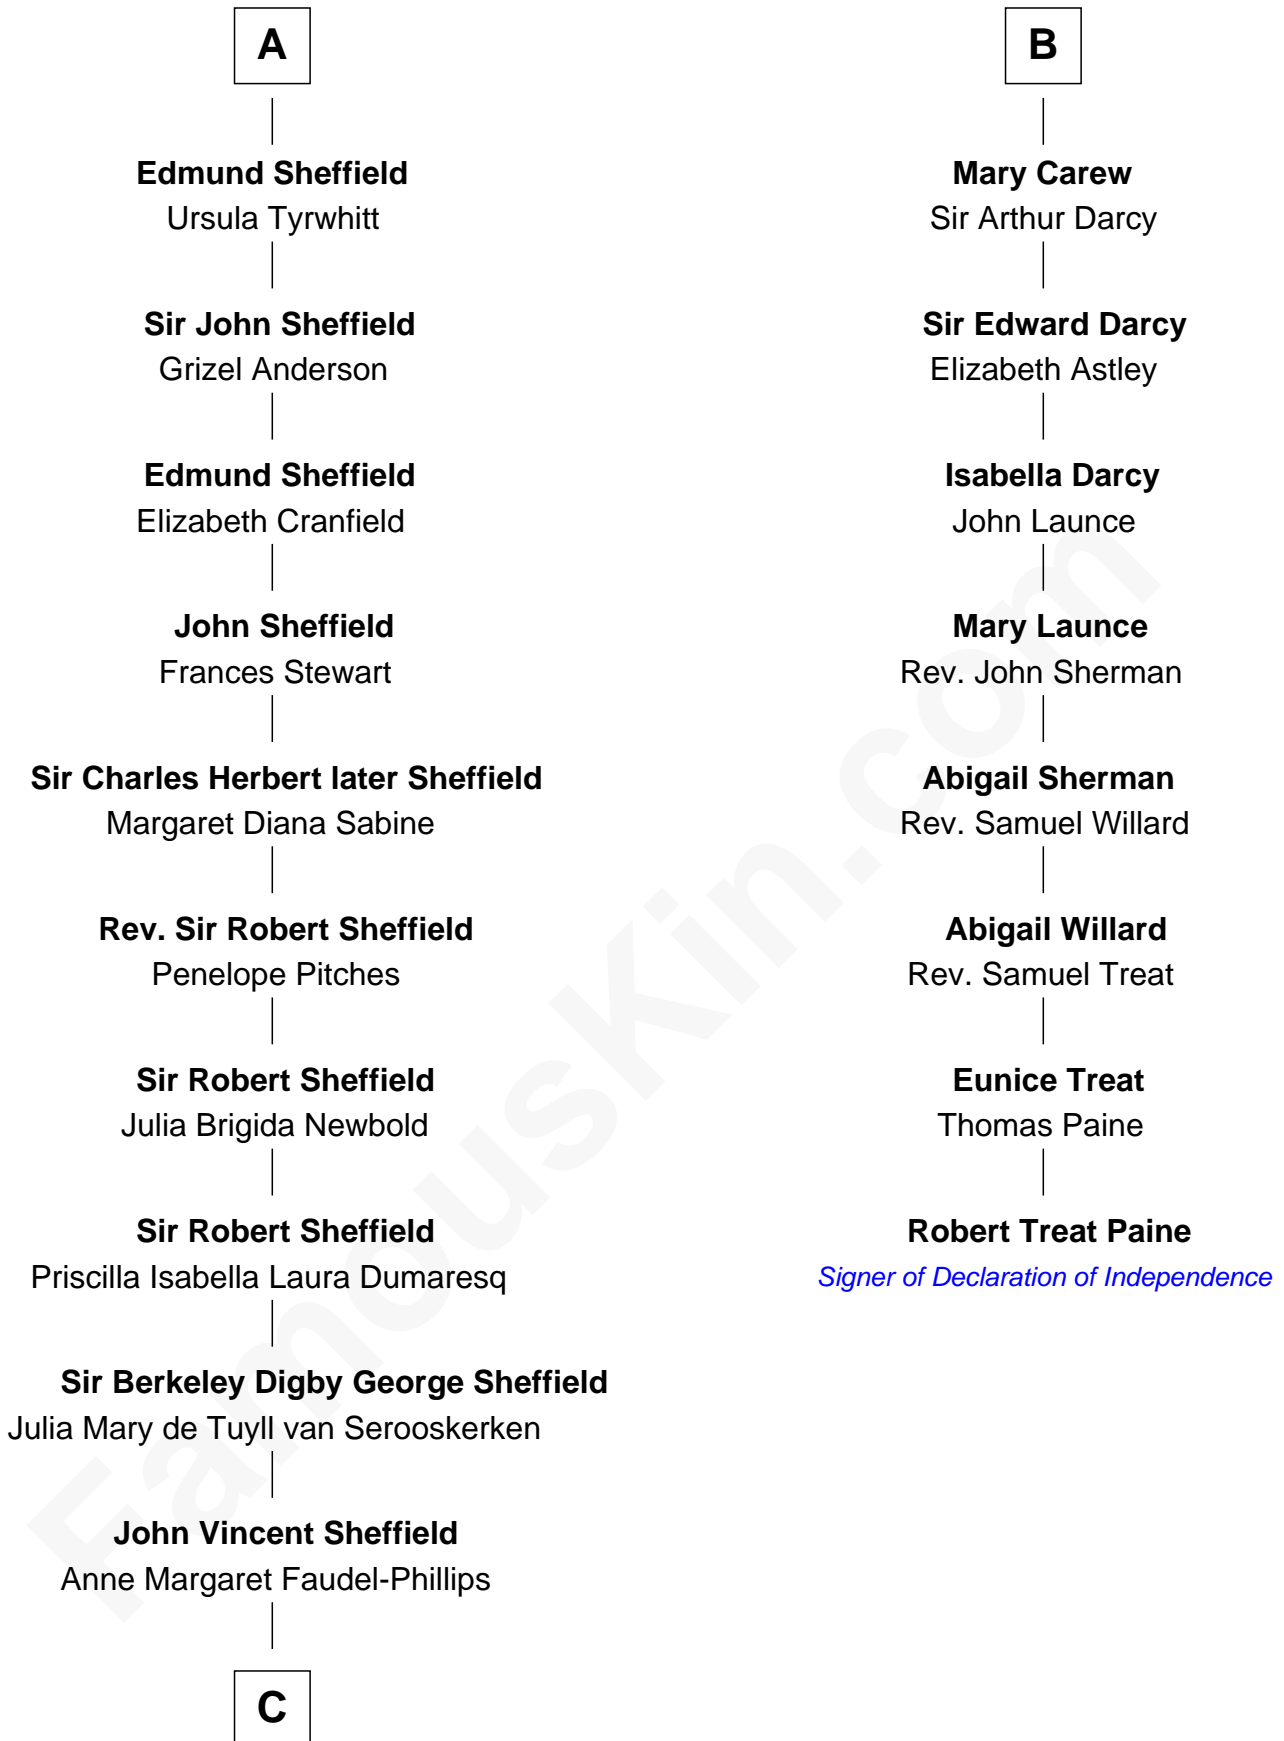 A
Edmund Sheffield
Ursula Tyrwhitt
Sir John Sheffield
Grizel Anderson
Edmund Sheffield
Elizabeth Cranfield
John Sheffield
Frances Stewart
Sir Charles Herbert later Sheffield
Margaret Diana Sabine
Rev. Sir Robert Sheffield
Penelope Pitches
Sir Robert Sheffield
Julia Brigida Newbold
Sir Robert Sheffield
Priscilla Isabella Laura Dumaresq
Sir Berkeley Digby George Sheffield
Julia Mary de Tuyll van Serooskerken
John Vincent Sheffield
Anne Margaret Faudel-Phillips
C
B
Mary Carew
Sir Arthur Darcy
Sir Edward Darcy
Elizabeth Astley
Isabella Darcy
John Launce
Mary Launce
Rev. John Sherman
Abigail Sherman
Rev. Samuel Willard
Abigail Willard
Rev. Samuel Treat
Eunice Treat
Thomas Paine
Robert Treat Paine
Signer of Declaration of Independence
FamousKin.com